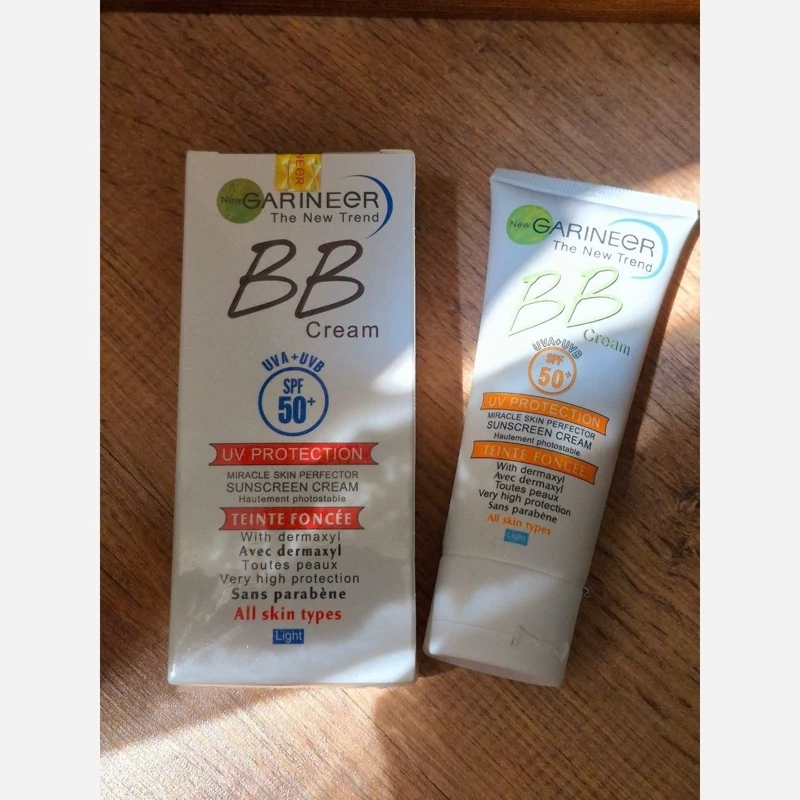 NEER
New GARINEER
The New Trend
BB
Cream
UVA+UVB
SPF
50+
UV PROTECTION
MIRACLE SKIN PERFECTOR
SUNSCREEN CREAM
Hautement photostable
TEINTE FONCÉE
With dermaxyl
Avec dermaxyl
Toutes peaux
Very high protection
Sans parabène
All skin types
Light
New GARINEER
The New Trend
BB
Cream
UVA+UVB
SPF
50+
UV PROTECTION
MIRACLE SKIN PERFECTOR
SUNSCREEN CREAM
Hautement photostable
TEINTE FONCÉE
With dermaxyl
Avec dermaxyl
Toutes peaux
Very high protection
Sans parabène
All skin types
Light